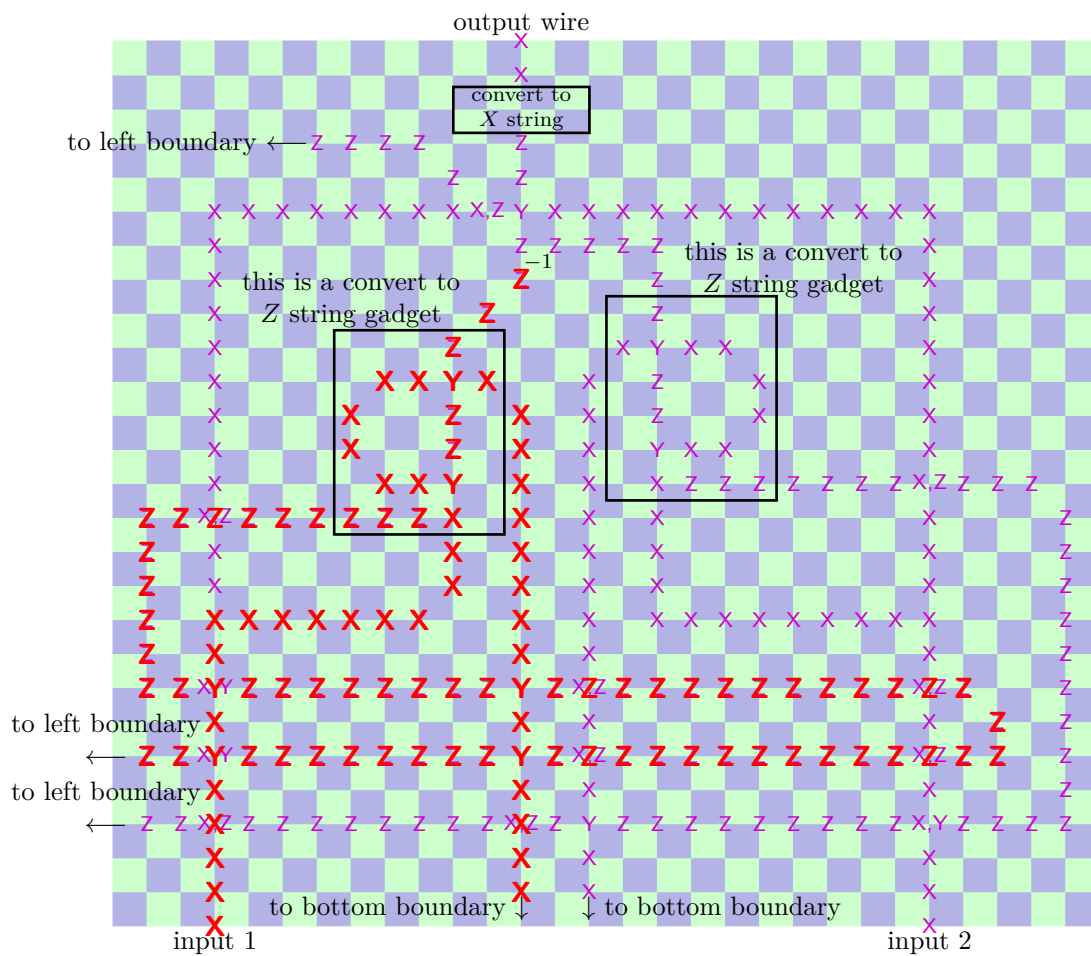 output wire
X
X
convert to
X string
to left boundary ← Z Z Z Z Z
Z Z
X X X X X X X X X,Z Y X X X X X X X X X X X X
X Z Z Z Z Z X
this is a convert to
Z string gadget
X Z −1 Z X
this is a convert to
Z string gadget
X Z Z X
X Z X Y X X X
X X X Y X X Z X X
X X Z X X Z X X
X X Z X X Y X X X
X X X Y X X X Z Z Z Z Z Z Z X,Z Z Z Z
Z Z X,Z Z Z Z Z Z Z X X X X X Z
Z X X X X X X Z
Z X X X X X X Z
Z X X X X X X X X X X X X X X X X X X Z
Z X X X X X Z
Z Z X,Y Z Z Z Z Z Z Z Z Y Z X,Z Z Z Z Z Z Z Z Z Z X,Z Z Z
to left boundary X X X X Z Z
← Z Z X,Y Z Z Z Z Z Z Z Z Y Z X,Z Z Z Z Z Z Z Z Z Z X,Z Z Z Z
to left boundary X X X X Z
← Z Z X,Z Z Z Z Z Z Z Z Z X,Z Z Y Z Z Z Z Z Z Z Z Z X,Y Z Z Z Z
X X X X
X X X X
to bottom boundary ↓ ↓ to bottom boundary
X X
input 1
input 2